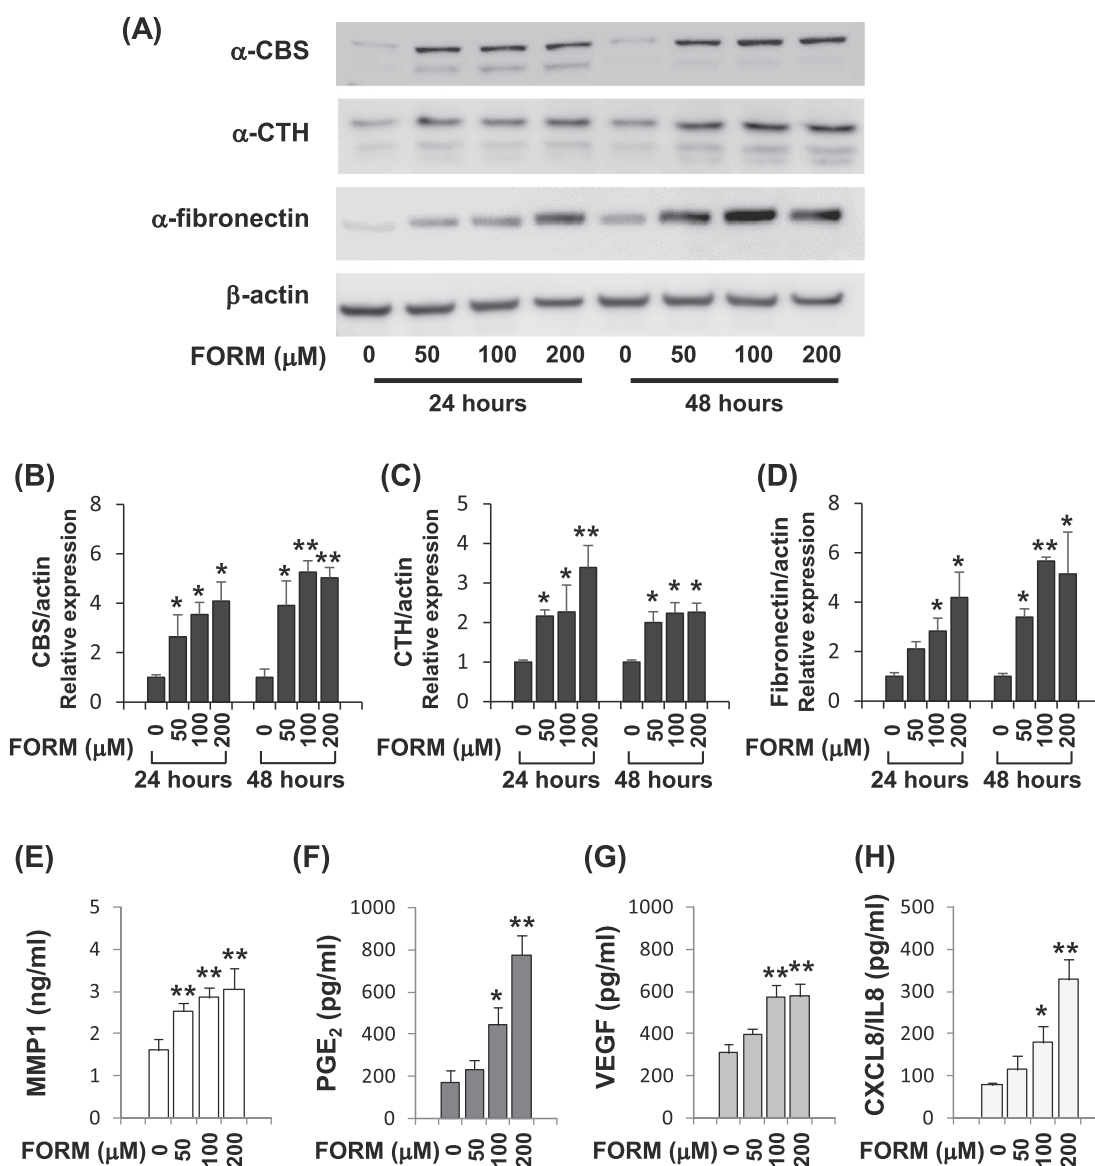 (A)
α-CBS
α-CTH
α-fibronectin
β-actin
FORM (μM) 0 50 100 200 0 50 100 200
24 hours 48 hours
(B)
CBS/actin
Relative expression
8
6
4
2
0
* * * * ** **
0 50 100 200 0 50 100 200
FORM (μM)
24 hours 48 hours
(C)
CTH/actin
Relative expression
5
4
3
2
1
0
* * ** * * *
0 50 100 200 0 50 100 200
FORM (μM)
24 hours 48 hours
(D)
Fibronectin/actin
Relative expression
8
6
4
2
0
* * * ** *
0 50 100 200 0 50 100 200
FORM (μM)
24 hours 48 hours
(E)
MMP1 (ng/ml)
5
4
3
2
1
0
** ** **
FORM (μM) 0 50 100 200
(F)
PGE2 (pg/ml)
1000
800
600
400
200
0
* **
FORM (μM) 0 50 100 200
(G)
VEGF (pg/ml)
1000
800
600
400
200
0
** **
FORM (μM) 0 50 100 200
(H)
CXCL8/IL8 (pg/ml)
500
400
300
200
100
0
* **
FORM (μM) 0 50 100 200